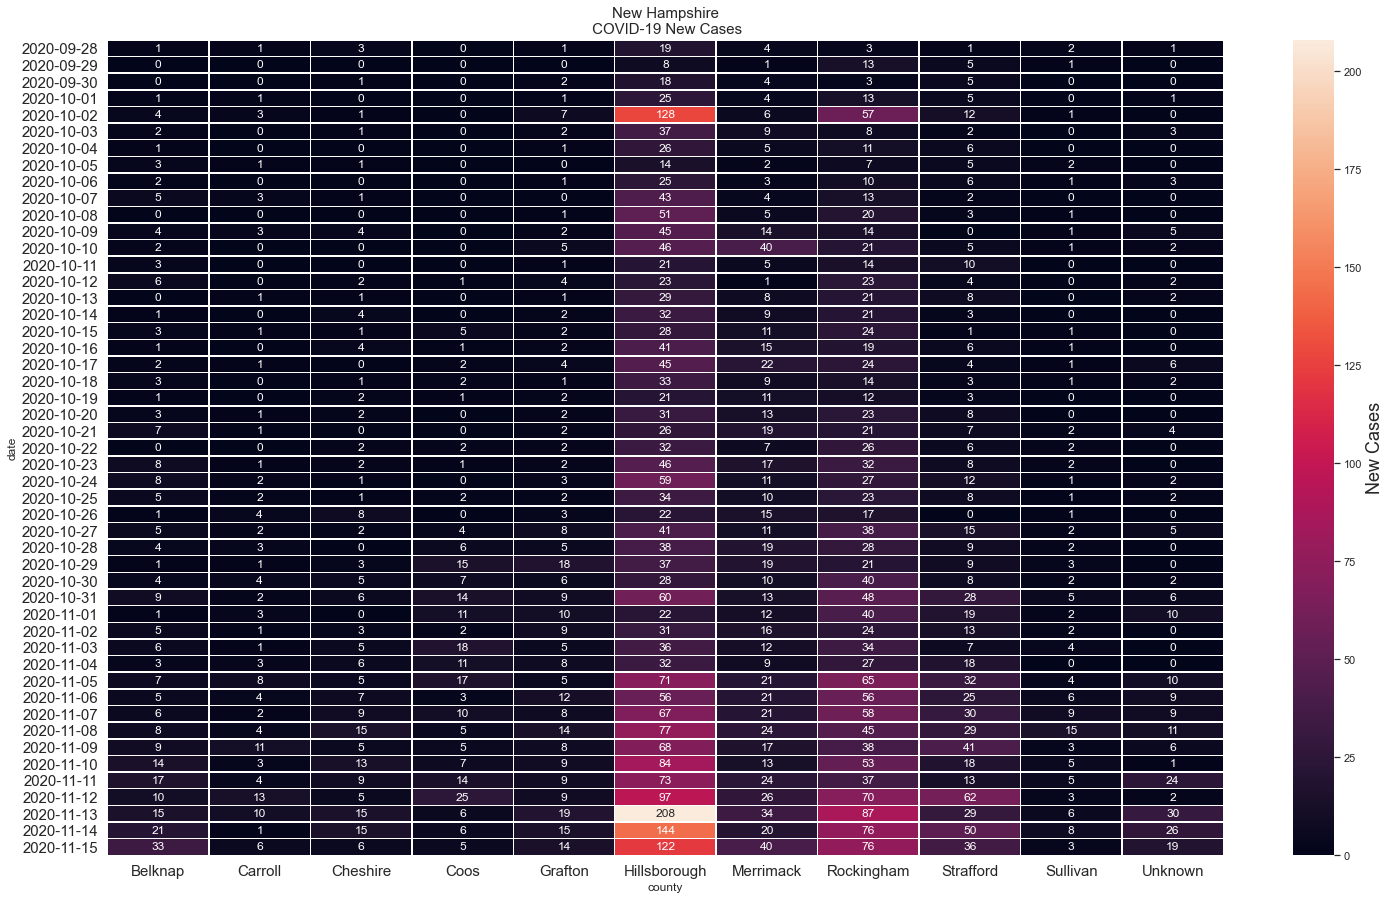 New Hampshire
COVID-19 New Cases
2020-09-28 1 1 3 0 1 19 4 3 1 2 1
2020-09-29 0 0 0 0 0 8 1 13 5 1 0
2020-09-30 0 0 1 0 2 18 4 3 5 0 0
2020-10-01 1 1 0 0 1 25 4 13 5 0 1
2020-10-02 4 3 1 0 7 128 6 57 12 1 0
2020-10-03 2 0 1 0 2 37 9 8 2 0 3
2020-10-04 1 0 0 0 1 26 5 11 6 0 0
2020-10-05 3 1 1 0 0 14 2 7 5 2 0
2020-10-06 2 0 0 0 1 25 3 10 6 1 3
2020-10-07 5 3 1 0 0 43 4 13 2 0 0
2020-10-08 0 0 0 0 1 51 5 20 3 1 0
2020-10-09 4 3 4 0 2 45 14 14 0 1 5
2020-10-10 2 0 0 0 5 46 40 21 5 1 2
2020-10-11 3 0 0 0 1 21 5 14 10 0 0
2020-10-12 6 0 2 1 4 23 1 23 4 0 2
2020-10-13 0 1 1 0 1 29 8 21 8 0 2
2020-10-14 1 0 4 0 2 32 9 21 3 0 0
2020-10-15 3 1 1 5 2 28 11 24 1 1 0
2020-10-16 1 0 4 1 2 41 15 19 6 1 0
2020-10-17 2 1 0 2 4 45 22 24 4 1 6
2020-10-18 3 0 1 2 1 33 9 14 3 1 2
2020-10-19 1 0 2 1 2 21 11 12 3 0 0
2020-10-20 3 1 2 0 2 31 13 23 8 0 0
2020-10-21 7 1 0 0 2 26 19 21 7 2 4
2020-10-22 0 0 2 2 2 32 7 26 6 2 0
2020-10-23 8 1 2 1 2 46 17 32 8 2 0
2020-10-24 8 2 1 0 3 59 11 27 12 1 2
2020-10-25 5 2 1 2 2 34 10 23 8 1 2
2020-10-26 1 4 8 0 3 22 15 17 0 1 0
2020-10-27 5 2 2 4 8 41 11 38 15 2 5
2020-10-28 4 3 0 6 5 38 19 28 9 2 0
2020-10-29 1 1 3 15 18 37 19 21 9 3 0
2020-10-30 4 4 5 7 6 28 10 40 8 2 2
2020-10-31 9 2 6 14 9 60 13 48 28 5 6
2020-11-01 1 3 0 11 10 22 12 40 19 2 10
2020-11-02 5 1 3 2 9 31 16 24 13 2 0
2020-11-03 6 1 5 18 5 36 12 34 7 4 0
2020-11-04 3 3 6 11 8 32 9 27 18 0 0
2020-11-05 7 8 5 17 5 71 21 65 32 4 10
2020-11-06 5 4 7 3 12 56 21 56 25 6 9
2020-11-07 6 2 9 10 8 67 21 58 30 9 9
2020-11-08 8 4 15 5 14 77 24 45 29 15 11
2020-11-09 9 11 5 5 8 68 17 38 41 3 6
2020-11-10 14 3 13 7 9 84 13 53 18 5 1
2020-11-11 17 4 9 14 9 73 24 37 13 5 24
2020-11-12 10 13 5 25 9 97 26 70 62 3 2
2020-11-13 15 10 15 6 19 208 34 87 29 6 30
2020-11-14 21 1 15 6 15 144 20 76 50 8 26
2020-11-15 33 6 6 5 14 122 40 76 36 3 19
Belknap Carroll Cheshire Coos Grafton Hillsborough Merrimack Rockingham Strafford Sullivan Unknown
county
date
200
175
150
125
100
75
50
25
0
New Cases